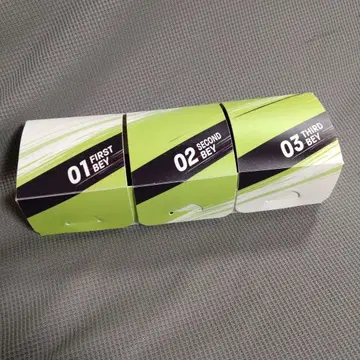 01 FIRST
BEY
02 SECOND
BEY
03 THIRD
BEY